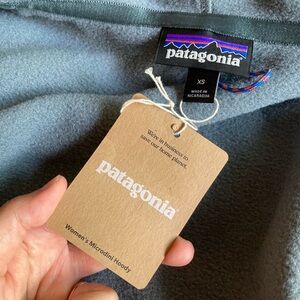 patagonia
XS
MADE IN
NICARAGUA
We're in business to
save our home planet.
patagonia
Women's Microdini Hoody